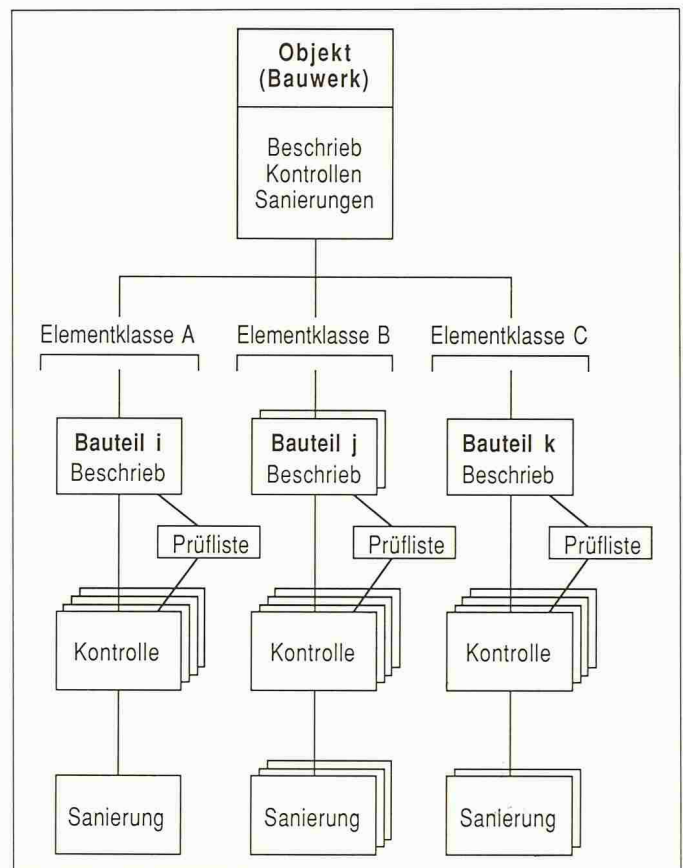 Objekt
(Bauwerk)
Beschrieb
Kontrollen
Sanierungen
Elementklasse A
Elementklasse B
Elementklasse C
Bauteil i
Beschrieb
Bauteil j
Beschrieb
Bauteil k
Beschrieb
Prüfliste
Prüfliste
Prüfliste
Kontrolle
Kontrolle
Kontrolle
Sanierung
Sanierung
Sanierung